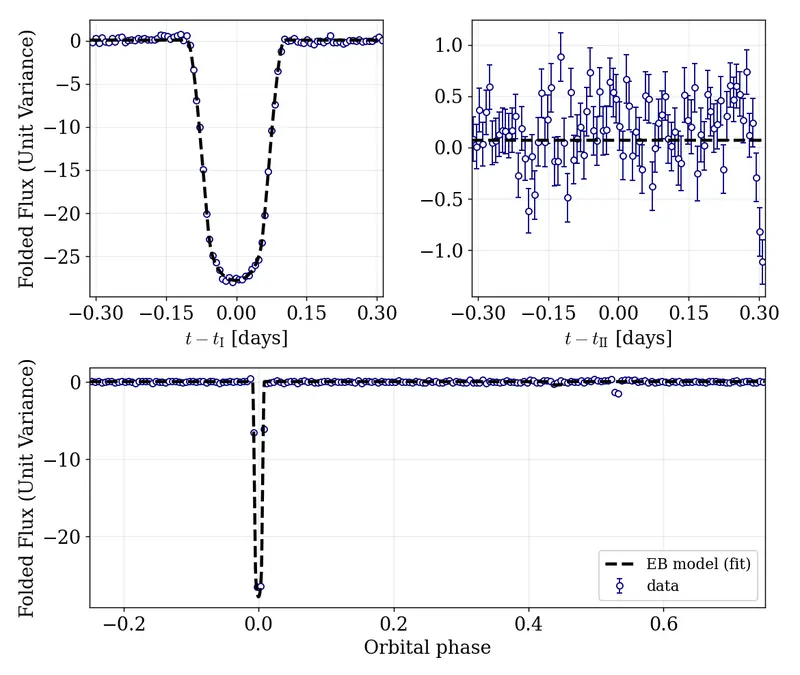 Folded Flux (Unit Variance)
0
−5
−10
−15
−20
−25
−0.30 −0.15 0.00 0.15 0.30
t − tI [days]
1.0
0.5
0.0
−0.5
−1.0
−0.30 −0.15 0.00 0.15 0.30
t − tII [days]
Folded Flux (Unit Variance)
0
−10
−20
EB model (fit)
data
−0.2 0.0 0.2 0.4 0.6
Orbital phase